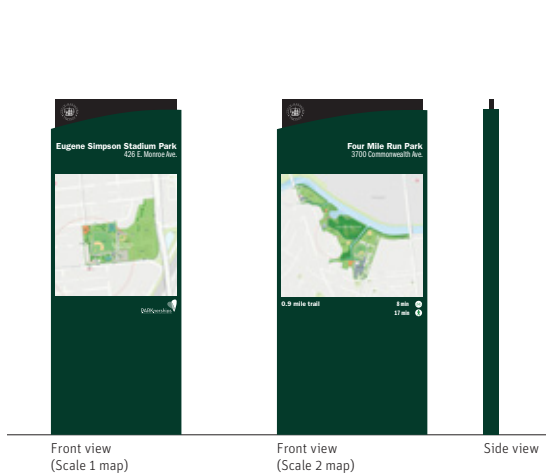 Eugene Simpson Stadium Park
426 E. Monroe Ave.
Four Mile Run Park
3700 Commonwealth Ave.
0.9 mile trail
8 min
17 min
Front view
(Scale 1 map)
Front view
(Scale 2 map)
Side view